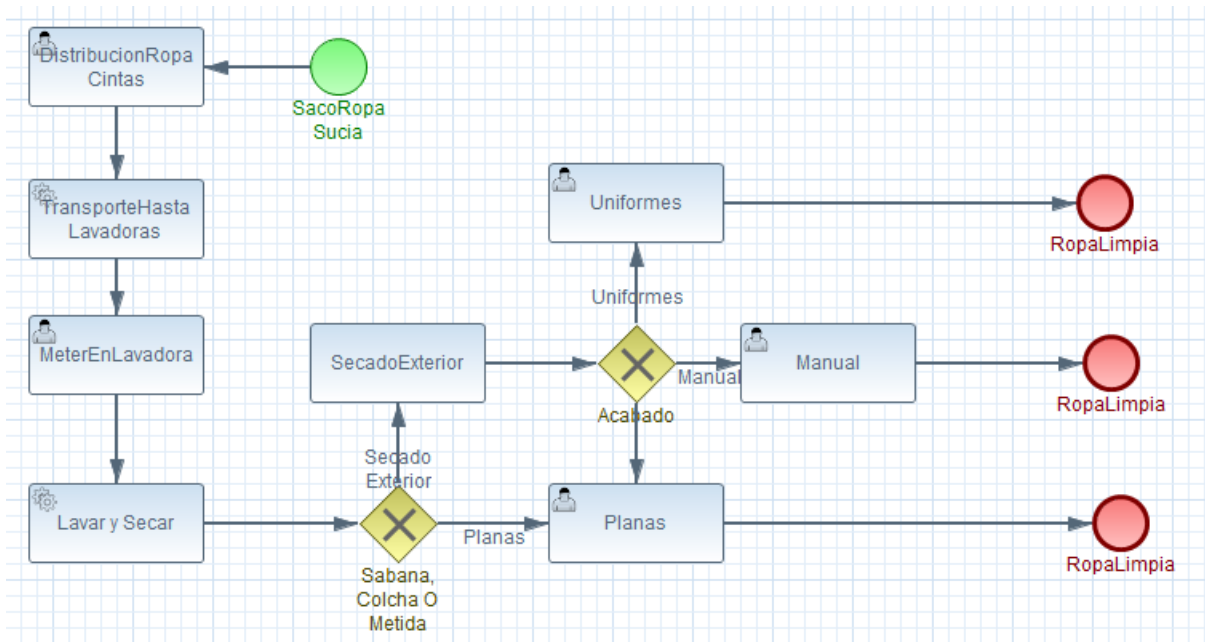 DistribucionRopa
Cintas
SacoRopa
Sucia
TransporteHasta
Lavadoras
MeterEnLavadora
Lavar y Secar
Sabana,
Colcha O
Metida
Secado
Exterior
Planas
SecadoExterior
Acabado
Uniformes
Uniformes
RopaLimpia
Manual
Manual
RopaLimpia
Planas
RopaLimpia